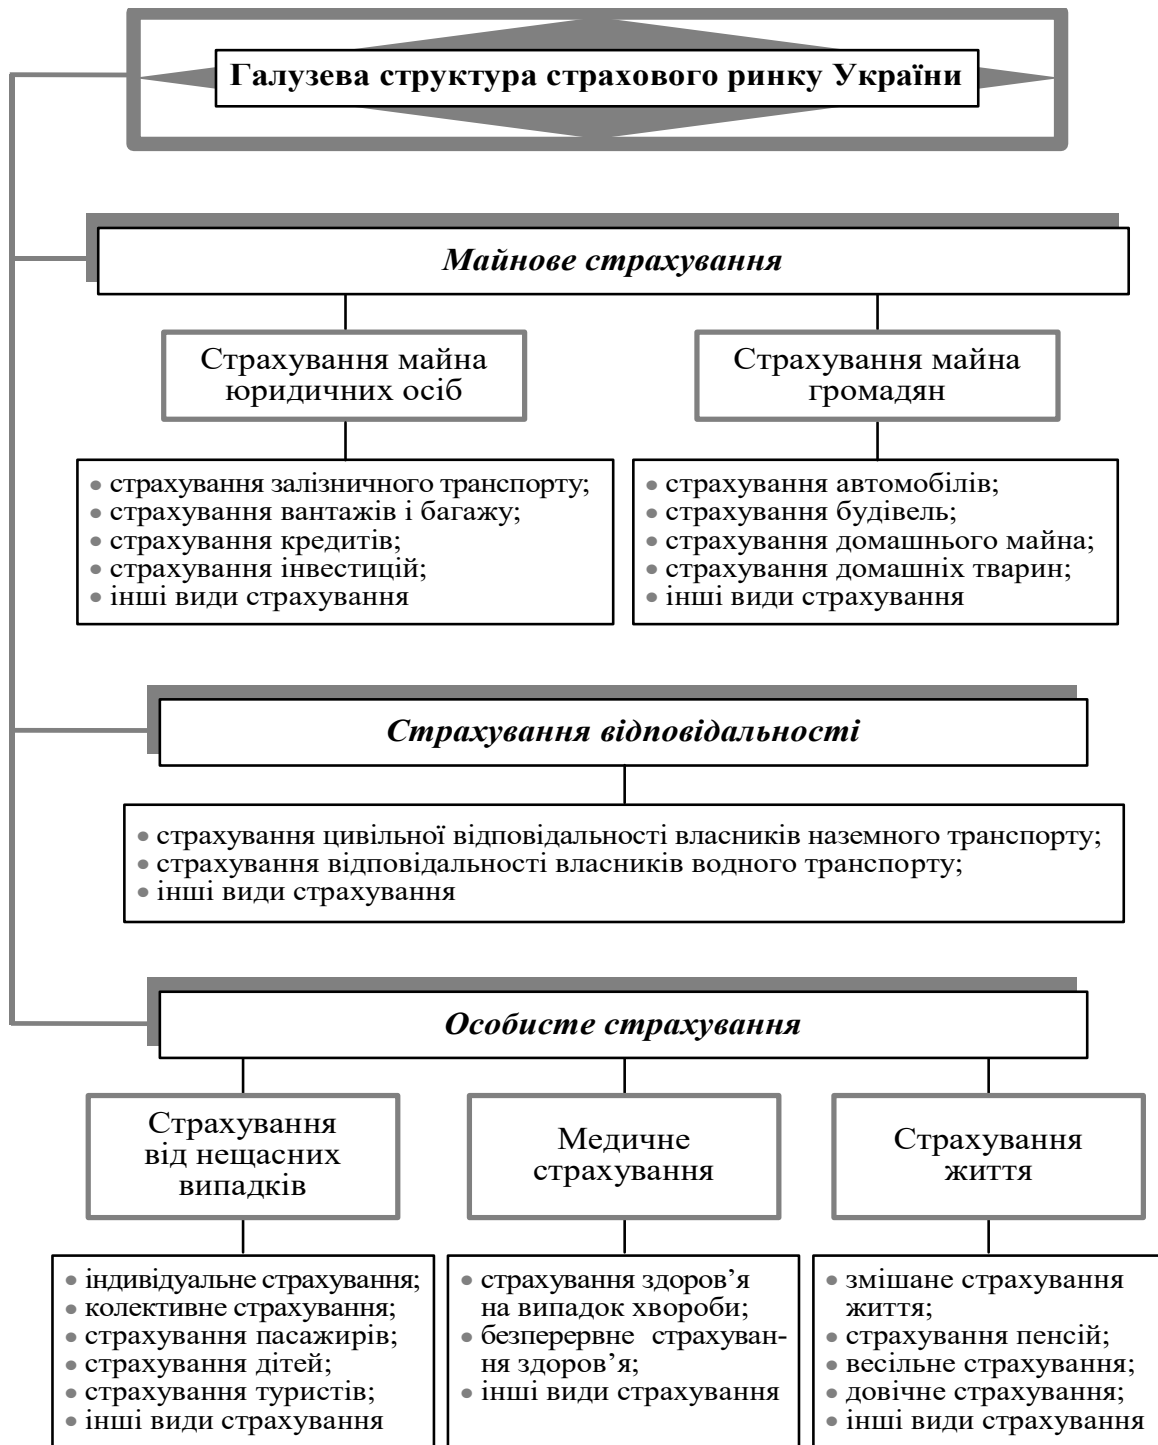 Галузева структура страхового ринку України
Майнове страхування
Страхування майна
юридичних осіб
Страхування майна
громадян
• страхування залізничного транспорту;
• страхування вантажів і багажу;
• страхування кредитів;
• страхування інвестицій;
• інші види страхування
• страхування автомобілів;
• страхування будівель;
• страхування домашнього майна;
• страхування домашніх тварин;
• інші види страхування
Страхування відповідальності
• страхування цивільної відповідальності власників наземного транспорту;
• страхування відповідальності власників водного транспорту;
• інші види страхування
Особисте страхування
Страхування
від нещасних
випадків
Медичне
страхування
Страхування
життя
• індивідуальне страхування;
• колективне страхування;
• страхування пасажирів;
• страхування дітей;
• страхування туристів;
• інші види страхування
• страхування здоров’я
на випадок хвороби;
• безперервне страхуван-
ня здоров’я;
• інші види страхування
• змішане страхування
життя;
• страхування пенсій;
• весільне страхування;
• довічне страхування;
• інші види страхування